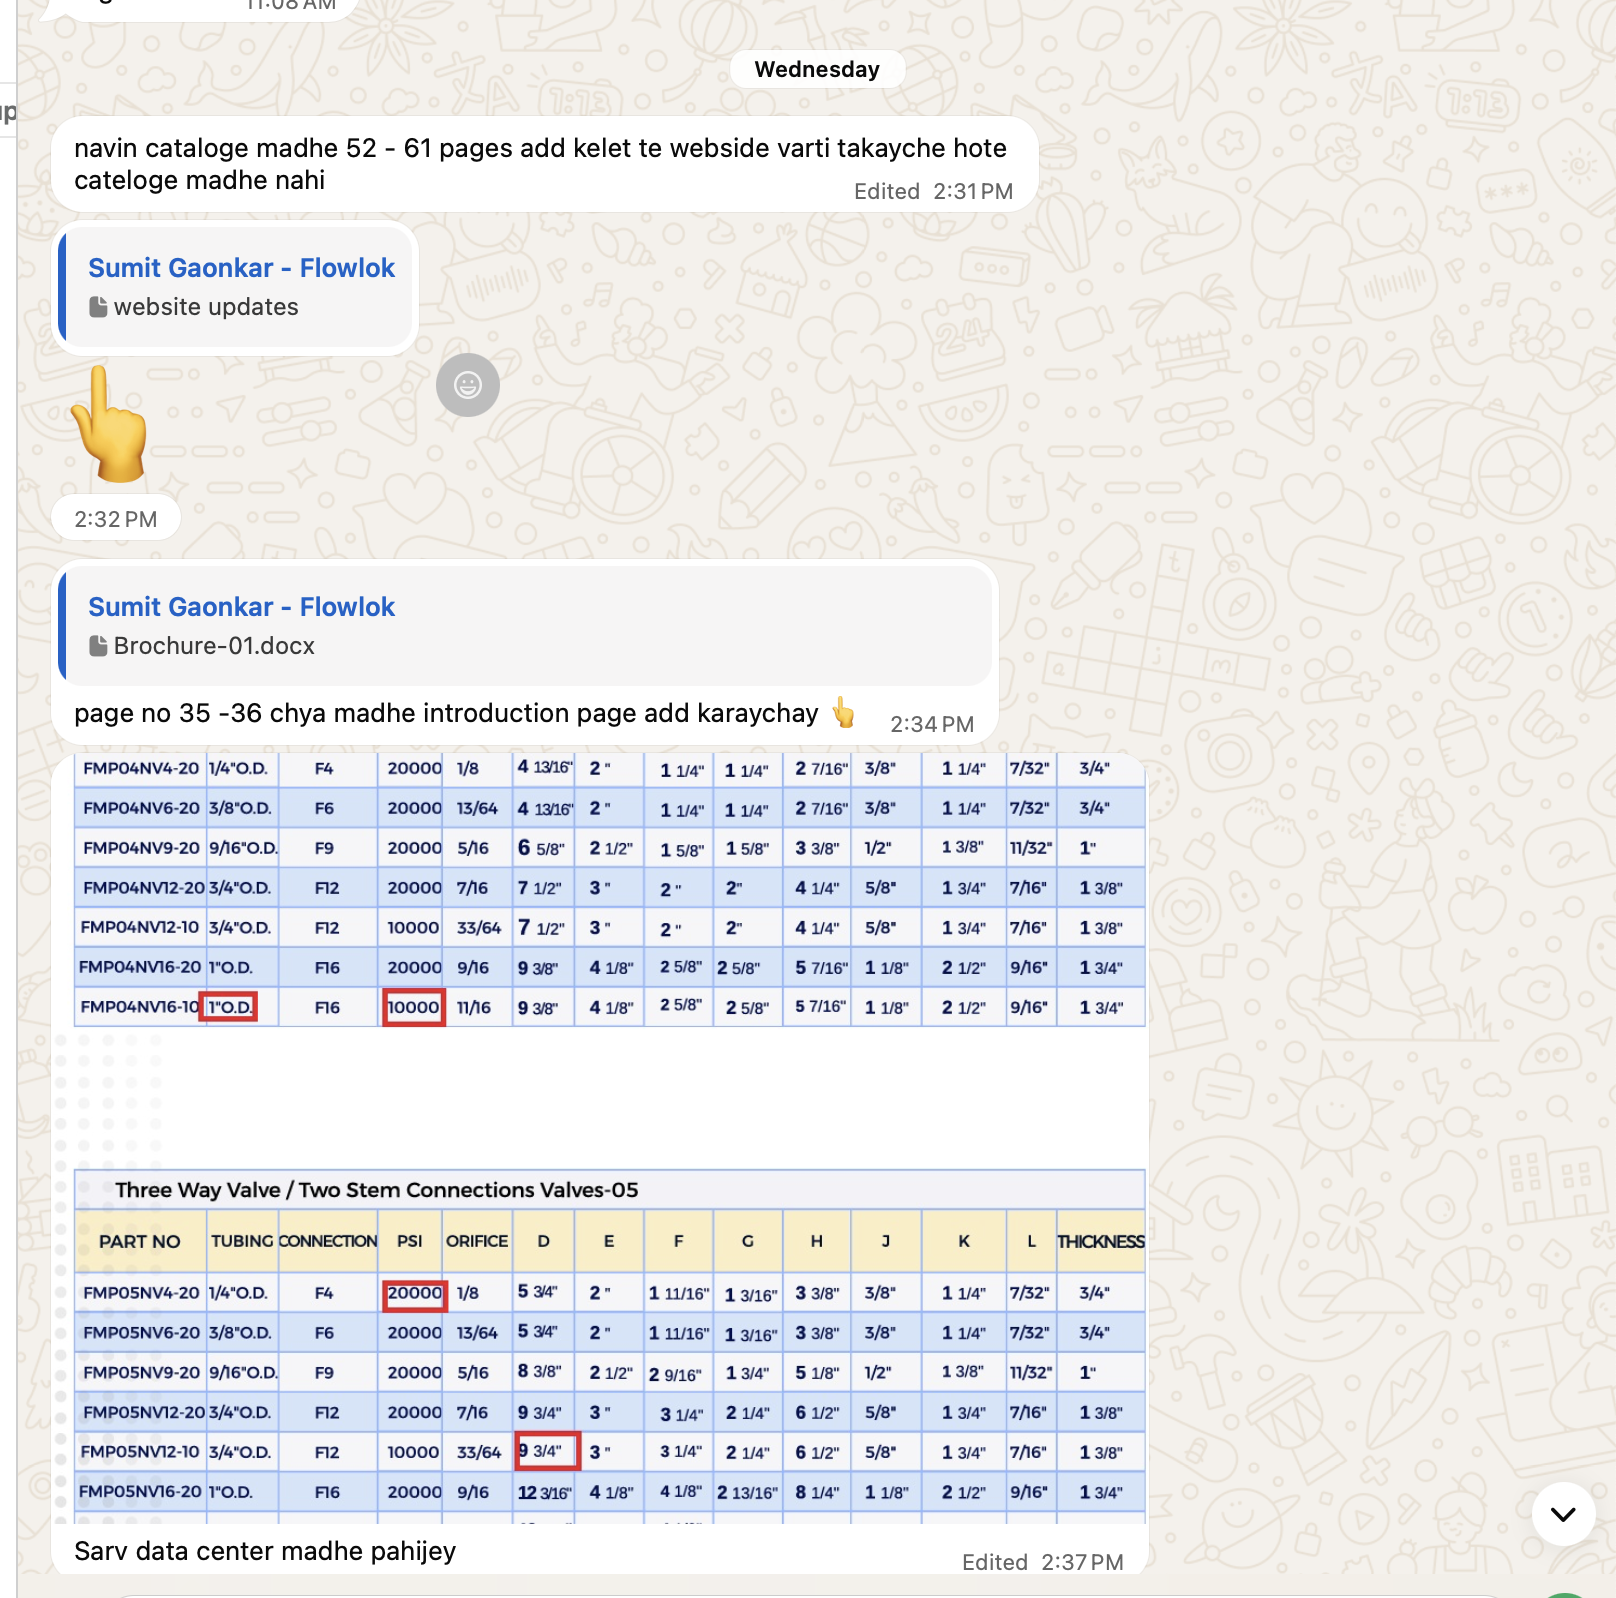 11:08 AM
Wednesday
navin cataloge madhe 52 - 61 pages add kelet te webside varti takayche hote
cateloge madhe nahi
Edited 2:31 PM
Sumit Gaonkar - Flowlok
website updates
2:32 PM
Sumit Gaonkar - Flowlok
Brochure-01.docx
page no 35 -36 chya madhe introduction page add karaychay 👆
2:34 PM
FMP04NV4-20 1/4"O.D. F4 20000 1/8 4 13/16" 2 " 1 1/4" 1 1/4" 2 7/16" 3/8" 1 1/4" 7/32" 3/4"
FMP04NV6-20 3/8"O.D. F6 20000 13/64 4 13/16" 2 " 1 1/4" 1 1/4" 2 7/16" 3/8" 1 1/4" 7/32" 3/4"
FMP04NV9-20 9/16"O.D. F9 20000 5/16 6 5/8" 2 1/2" 1 5/8" 1 5/8" 3 3/8" 1/2" 1 3/8" 11/32" 1"
FMP04NV12-20 3/4"O.D. F12 20000 7/16 7 1/2" 3 " 2 " 2" 4 1/4" 5/8" 1 3/4" 7/16" 1 3/8"
FMP04NV12-10 3/4"O.D. F12 10000 33/64 7 1/2" 3 " 2 " 2" 4 1/4" 5/8" 1 3/4" 7/16" 1 3/8"
FMP04NV16-20 1"O.D. F16 20000 9/16 9 3/8" 4 1/8" 2 5/8" 2 5/8" 5 7/16" 1 1/8" 2 1/2" 9/16" 1 3/4"
FMP04NV16-10 1"O.D. F16 10000 11/16 9 3/8" 4 1/8" 2 5/8" 2 5/8" 5 7/16" 1 1/8" 2 1/2" 9/16" 1 3/4"
Three Way Valve / Two Stem Connections Valves-05
PART NO TUBING CONNECTION PSI ORIFICE D E F G H J K L THICKNESS
FMP05NV4-20 1/4"O.D. F4 20000 1/8 5 3/4" 2 " 1 11/16" 1 3/16" 3 3/8" 3/8" 1 1/4" 7/32" 3/4"
FMP05NV6-20 3/8"O.D. F6 20000 13/64 5 3/4" 2 " 1 11/16" 1 3/16" 3 3/8" 3/8" 1 1/4" 7/32" 3/4"
FMP05NV9-20 9/16"O.D. F9 20000 5/16 8 3/8" 2 1/2" 2 9/16" 1 3/4" 5 1/8" 1/2" 1 3/8" 11/32" 1"
FMP05NV12-20 3/4"O.D. F12 20000 7/16 9 3/4" 3 " 3 1/4" 2 1/4" 6 1/2" 5/8" 1 3/4" 7/16" 1 3/8"
FMP05NV12-10 3/4"O.D. F12 10000 33/64 9 3/4" 3 " 3 1/4" 2 1/4" 6 1/2" 5/8" 1 3/4" 7/16" 1 3/8"
FMP05NV16-20 1"O.D. F16 20000 9/16 12 3/16" 4 1/8" 4 1/8" 2 13/16" 8 1/4" 1 1/8" 2 1/2" 9/16" 1 3/4"
Sarv data center madhe pahijey
Edited 2:37 PM